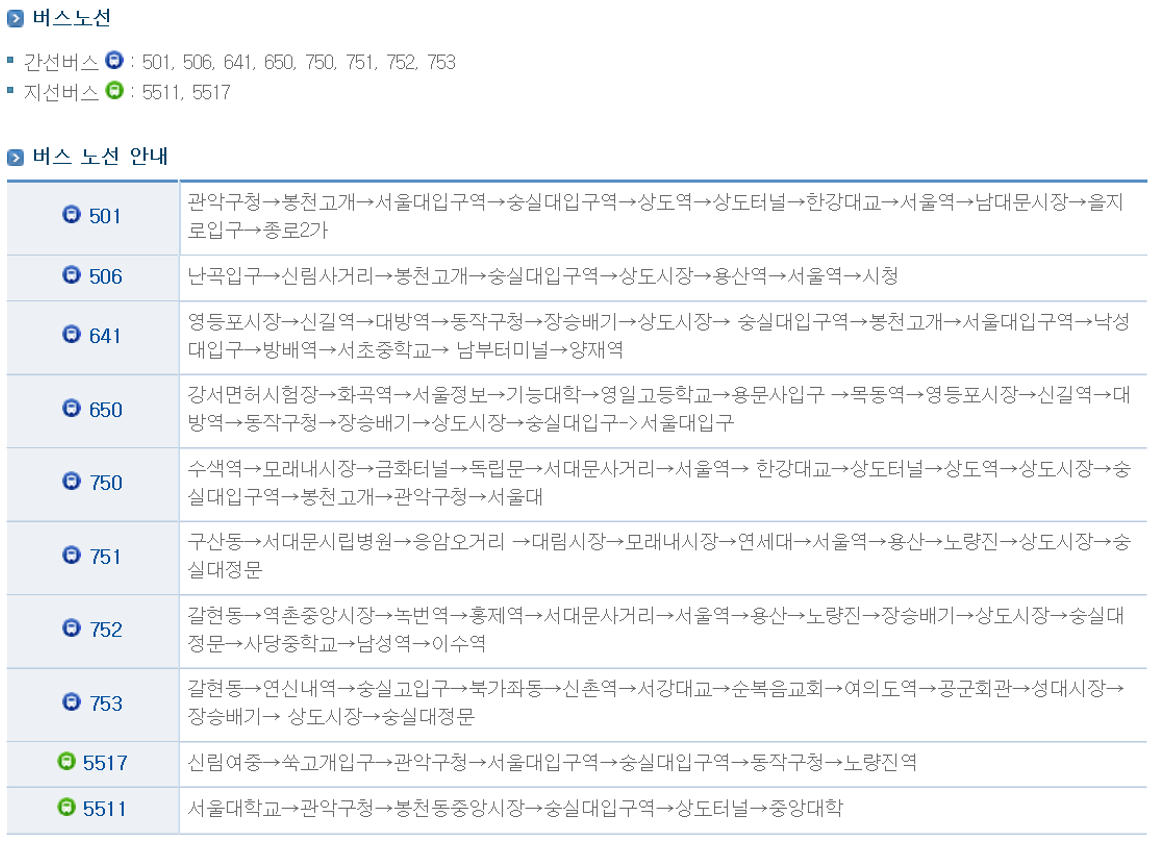 버스노선
간선버스 : 501, 506, 641, 650, 750, 751, 752, 753
지선버스 : 5511, 5517
버스 노선 안내
501
관악구청→봉천고개→서울대입구역→숭실대입구역→상도역→상도터널→한강대교→서울역→남대문시장→을지
로입구→종로2가
506
난곡입구→신림사거리→봉천고개→숭실대입구역→상도시장→용산역→서울역→시청
641
영등포시장→신길역→대방역→동작구청→장승배기→상도시장→ 숭실대입구역→봉천고개→서울대입구역→낙성
대입구→방배역→서초중학교→ 남부터미널→양재역
650
강서면허시험장→화곡역→서울정보→기능대학→영일고등학교→용문사입구 →목동역→영등포시장→신길역→대
방역→동작구청→장승배기→상도시장→숭실대입구->서울대입구
750
수색역→모래내시장→금화터널→독립문→서대문사거리→서울역→ 한강대교→상도터널→상도역→상도시장→숭
실대입구역→봉천고개→관악구청→서울대
751
구산동→서대문시립병원→응암오거리 →대림시장→모래내시장→연세대→서울역→용산→노량진→상도시장→숭
실대정문
752
갈현동→역촌중앙시장→녹번역→홍제역→서대문사거리→서울역→용산→노량진→장승배기→상도시장→숭실대
정문→사당중학교→남성역→이수역
753
갈현동→연신내역→숭실고입구→북가좌동→신촌역→서강대교→순복음교회→여의도역→공군회관→성대시장→
장승배기→ 상도시장→숭실대정문
5517
신림여중→쑥고개입구→관악구청→서울대입구역→숭실대입구역→동작구청→노량진역
5511
서울대학교→관악구청→봉천동중앙시장→숭실대입구역→상도터널→중앙대학